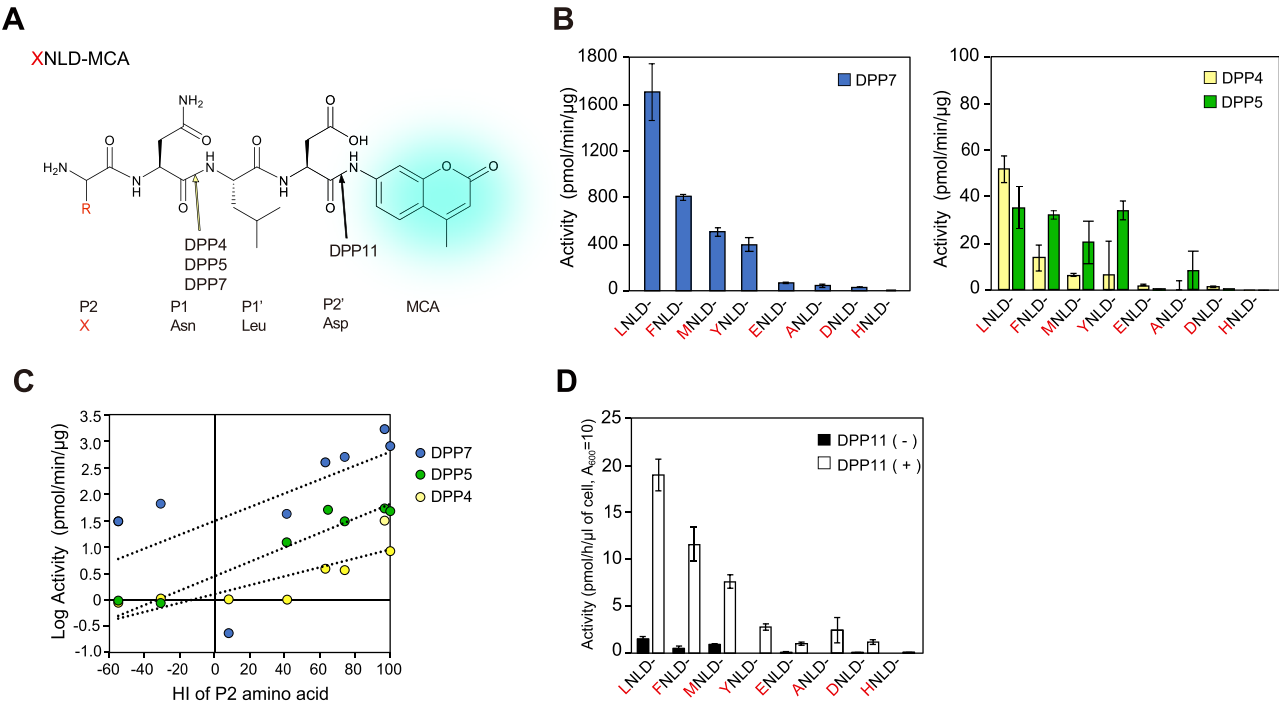 A
XNLD-MCA
NH₂
O
O
O
O
OH
H₂N
N
H
H
N
N
H
H
N
O
O
R
O
O
DPP4
DPP5
DPP7
DPP11
P2
P1
P1'
P2'
MCA
X
Asn
Leu
Asp
B
Activity (pmol/min/μg)
1800
1600
1200
800
400
0
DPP7
LNLD-
FNLD-
MNLD-
YNLD-
ENLD-
ANLD-
DNLD-
HNLD-
Activity (pmol/min/μg)
100
80
60
40
20
0
DPP4
DPP5
LNLD-
FNLD-
MNLD-
YNLD-
ENLD-
ANLD-
DNLD-
HNLD-
C
Log Activity (pmol/min/μg)
3.5
3.0
2.5
2.0
1.5
1.0
0.5
0
-0.5
-1.0
-60
-40
-20
0
20
40
60
80
100
HI of P2 amino acid
DPP7
DPP5
DPP4
D
Activity (pmol/h/μl of cell, A₆₀₀=10)
25
20
15
10
5
0
DPP11 ( - )
DPP11 ( + )
LNLD-
FNLD-
MNLD-
YNLD-
ENLD-
ANLD-
DNLD-
HNLD-